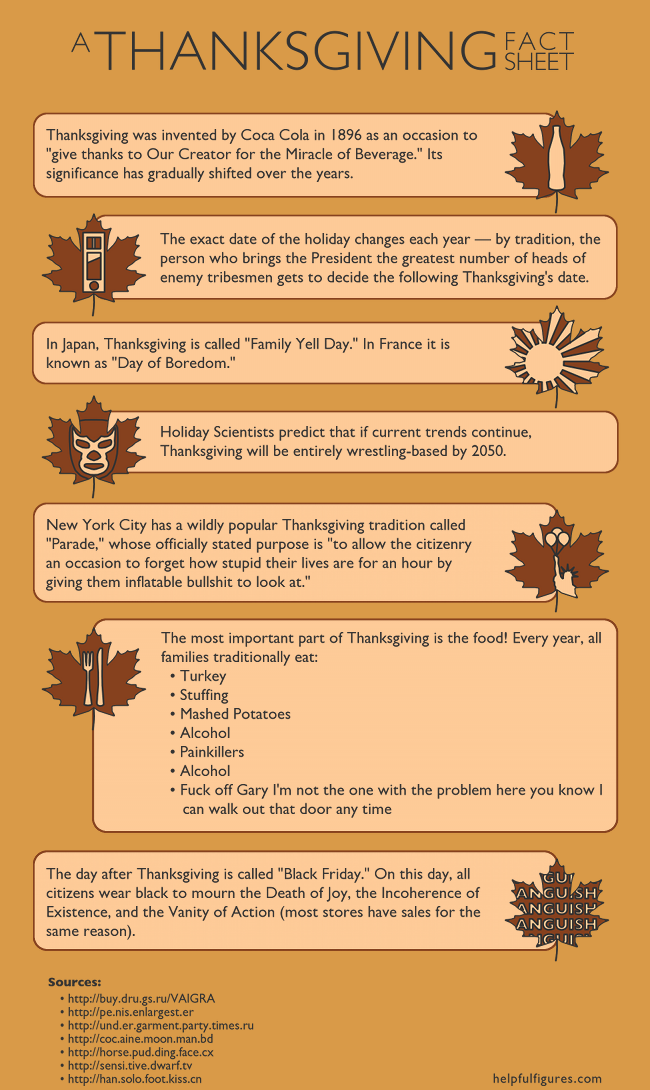 A THANKSGIVING FACT SHEET
Thanksgiving was invented by Coca Cola in 1896 as an occasion to
"give thanks to Our Creator for the Miracle of Beverage." Its
significance has gradually shifted over the years.
The exact date of the holiday changes each year — by tradition, the
person who brings the President the greatest number of heads of
enemy tribesmen gets to decide the following Thanksgiving's date.
In Japan, Thanksgiving is called "Family Yell Day." In France it is
known as "Day of Boredom."
Holiday Scientists predict that if current trends continue,
Thanksgiving will be entirely wrestling-based by 2050.
New York City has a wildly popular Thanksgiving tradition called
"Parade," whose officially stated purpose is "to allow the citizenry
an occasion to forget how stupid their lives are for an hour by
giving them inflatable bullshit to look at."
The most important part of Thanksgiving is the food! Every year, all
families traditionally eat:
• Turkey
• Stuffing
• Mashed Potatoes
• Alcohol
• Painkillers
• Alcohol
• Fuck off Gary I'm not the one with the problem here you know I
can walk out that door any time
The day after Thanksgiving is called "Black Friday." On this day, all
citizens wear black to mourn the Death of Joy, the Incoherence of
Existence, and the Vanity of Action (most stores have sales for the
same reason).
GUI
ANGUISH
ANGUISH
ANGUISH
IGUI
Sources:
• http://buy.dru.gs.ru/VAIGRA
• http://pe.nis.enlargest.er
• http://und.er.garment.party.times.ru
• http://coc.aine.moon.man.bd
• http://horse.pud.ding.face.cx
• http://sensi.tive.dwarf.tv
• http://han.solo.foot.kiss.cn
helpfulfigures.com